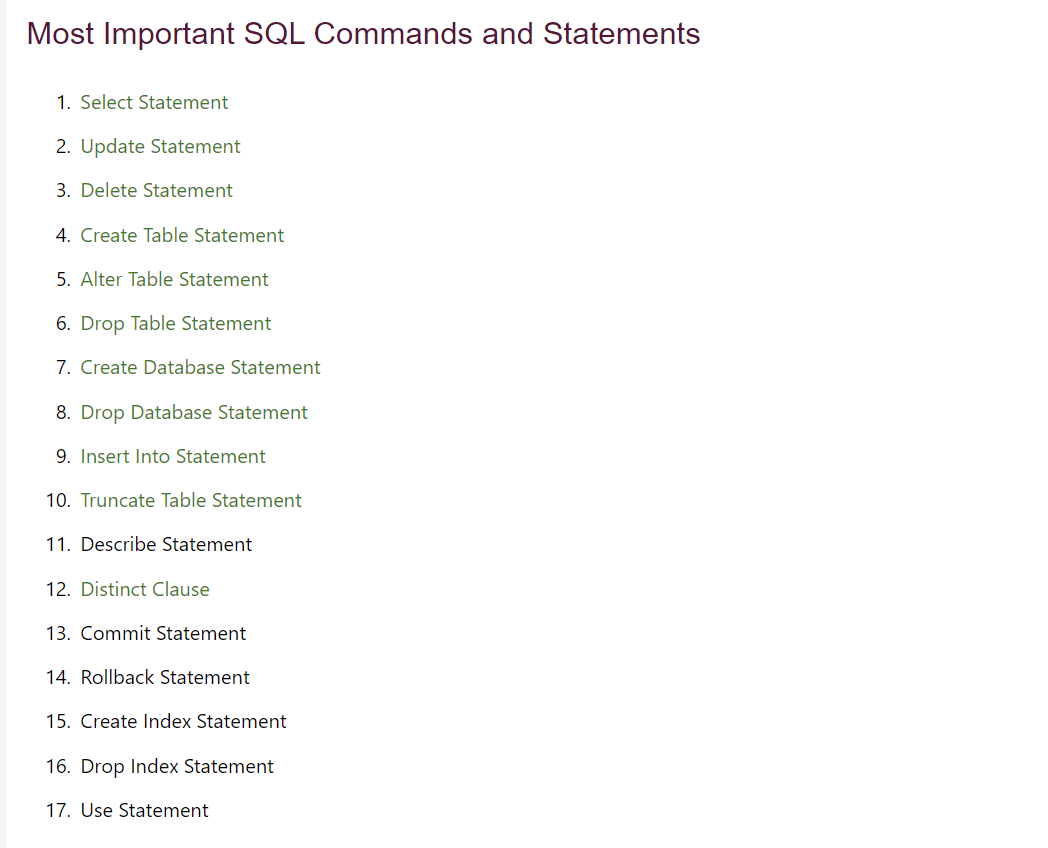 Most Important SQL Commands and Statements
1. Select Statement
2. Update Statement
3. Delete Statement
4. Create Table Statement
5. Alter Table Statement
6. Drop Table Statement
7. Create Database Statement
8. Drop Database Statement
9. Insert Into Statement
10. Truncate Table Statement
11. Describe Statement
12. Distinct Clause
13. Commit Statement
14. Rollback Statement
15. Create Index Statement
16. Drop Index Statement
17. Use Statement